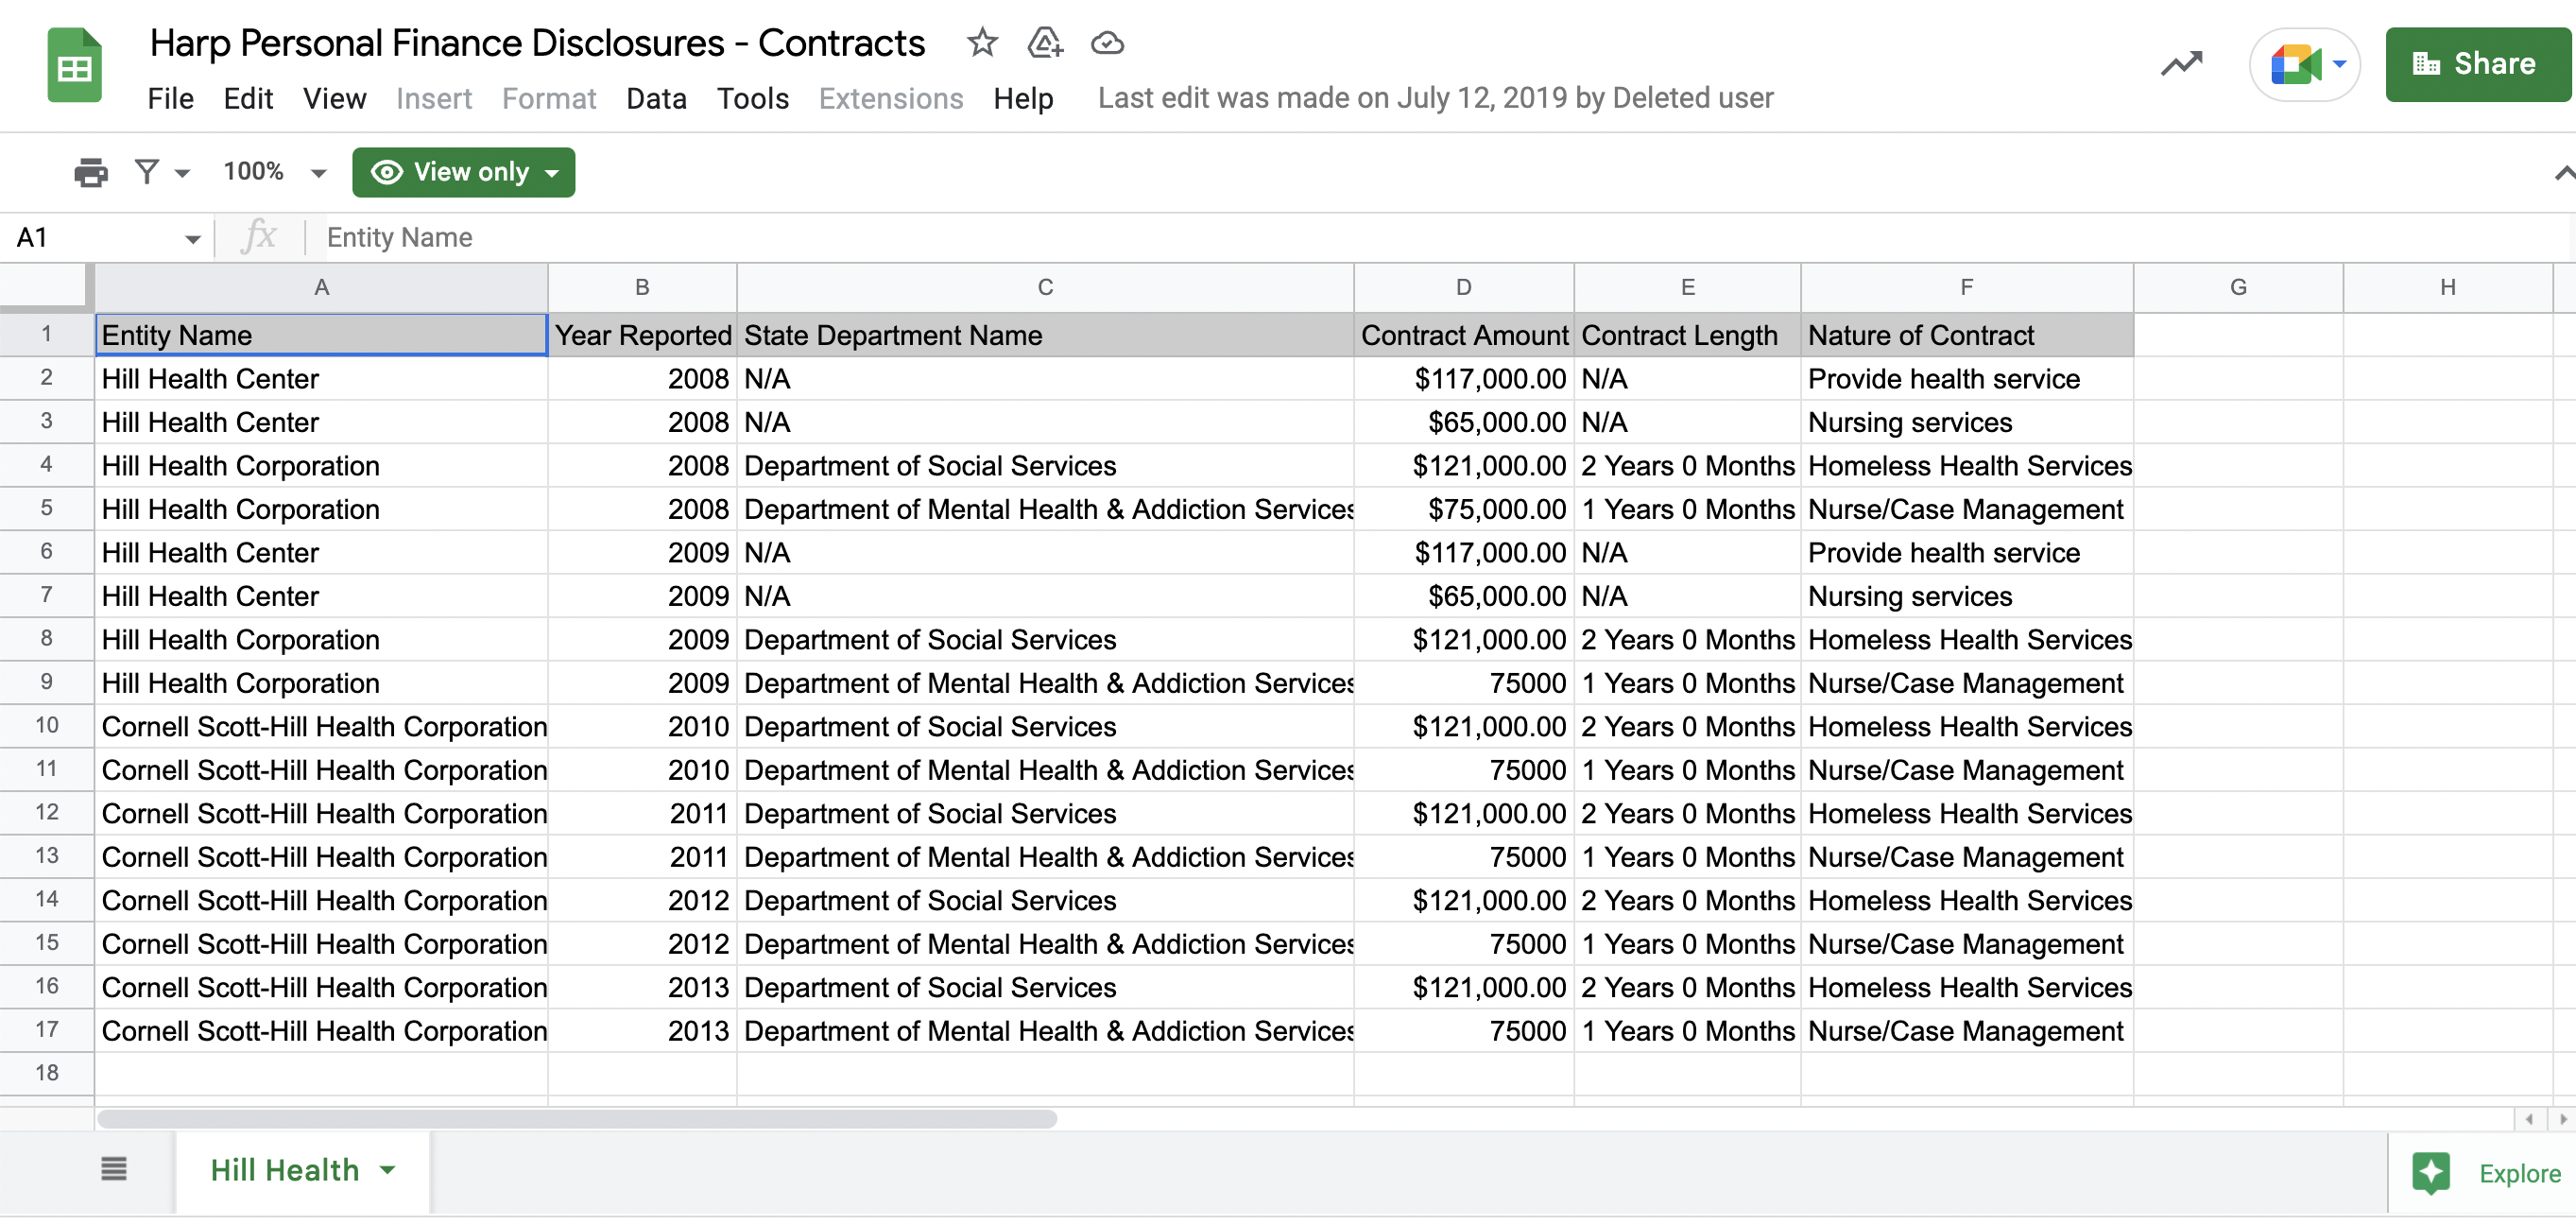 Harp Personal Finance Disclosures - Contracts
File Edit View Insert Format Data Tools Extensions Help Last edit was made on July 12, 2019 by Deleted user
Share
100% View only
A1 fx Entity Name
A B C D E F G H
1 Entity Name Year Reported State Department Name Contract Amount Contract Length Nature of Contract
2 Hill Health Center 2008 N/A $117,000.00 N/A Provide health service
3 Hill Health Center 2008 N/A $65,000.00 N/A Nursing services
4 Hill Health Corporation 2008 Department of Social Services $121,000.00 2 Years 0 Months Homeless Health Services
5 Hill Health Corporation 2008 Department of Mental Health & Addiction Services $75,000.00 1 Years 0 Months Nurse/Case Management
6 Hill Health Center 2009 N/A $117,000.00 N/A Provide health service
7 Hill Health Center 2009 N/A $65,000.00 N/A Nursing services
8 Hill Health Corporation 2009 Department of Social Services $121,000.00 2 Years 0 Months Homeless Health Services
9 Hill Health Corporation 2009 Department of Mental Health & Addiction Services 75000 1 Years 0 Months Nurse/Case Management
10 Cornell Scott-Hill Health Corporation 2010 Department of Social Services $121,000.00 2 Years 0 Months Homeless Health Services
11 Cornell Scott-Hill Health Corporation 2010 Department of Mental Health & Addiction Services 75000 1 Years 0 Months Nurse/Case Management
12 Cornell Scott-Hill Health Corporation 2011 Department of Social Services $121,000.00 2 Years 0 Months Homeless Health Services
13 Cornell Scott-Hill Health Corporation 2011 Department of Mental Health & Addiction Services 75000 1 Years 0 Months Nurse/Case Management
14 Cornell Scott-Hill Health Corporation 2012 Department of Social Services $121,000.00 2 Years 0 Months Homeless Health Services
15 Cornell Scott-Hill Health Corporation 2012 Department of Mental Health & Addiction Services 75000 1 Years 0 Months Nurse/Case Management
16 Cornell Scott-Hill Health Corporation 2013 Department of Social Services $121,000.00 2 Years 0 Months Homeless Health Services
17 Cornell Scott-Hill Health Corporation 2013 Department of Mental Health & Addiction Services 75000 1 Years 0 Months Nurse/Case Management
18
Hill Health Explore